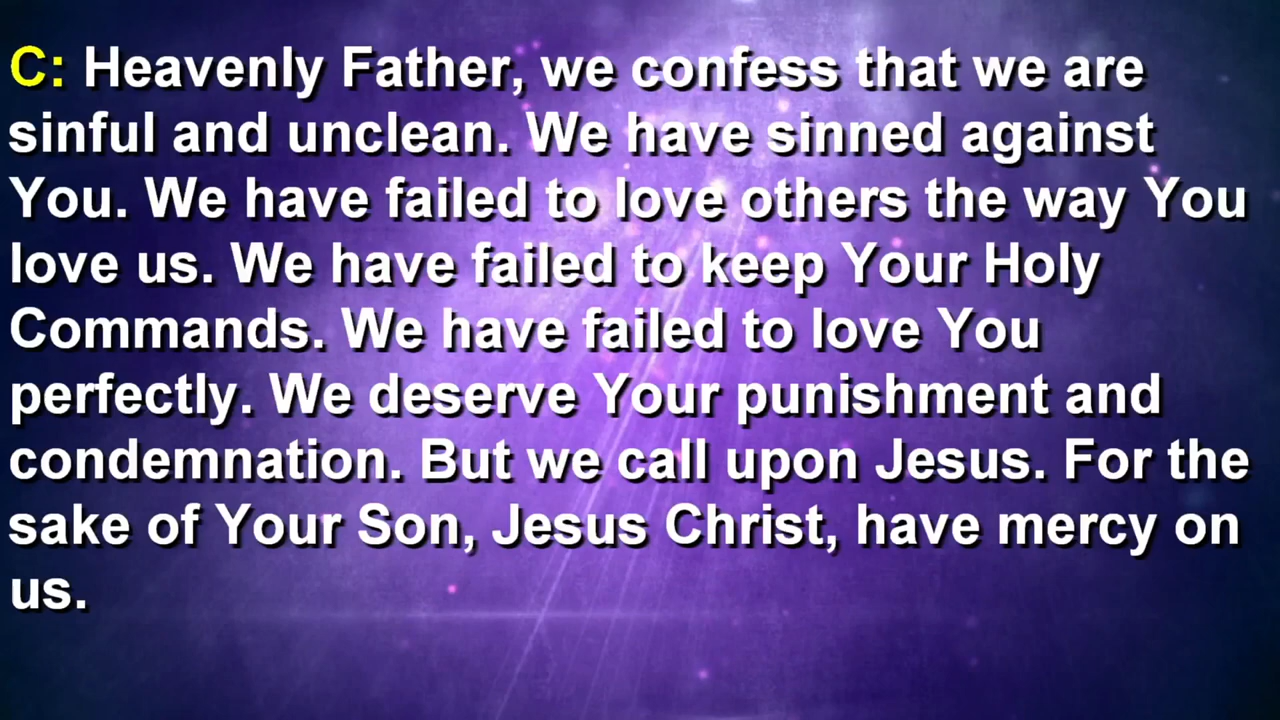 C: Heavenly Father, we confess that we are
sinful and unclean. We have sinned against
You. We have failed to love others the way You
love us. We have failed to keep Your Holy
Commands. We have failed to love You
perfectly. We deserve Your punishment and
condemnation. But we call upon Jesus. For the
sake of Your Son, Jesus Christ, have mercy on
us.